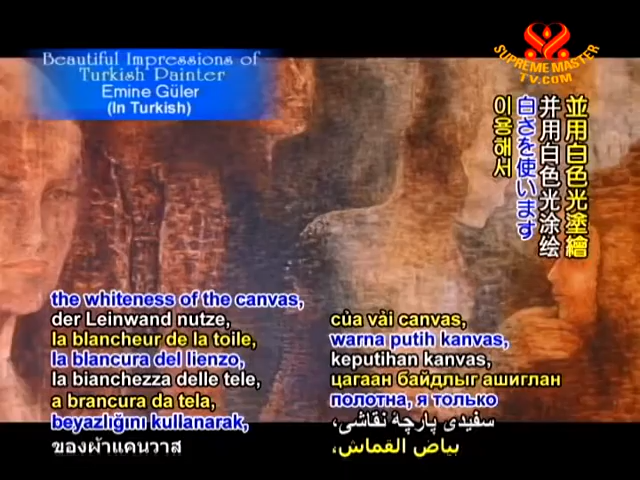 Beautiful Impressions of
Turkish Painter
Emine Güler
(In Turkish)
SUPREME MASTER
TV.COM
並用白色光塗繪
并用白色光涂绘
白さを使います
이용해서
the whiteness of the canvas,
der Leinwand nutze,
la blancheur de la toile,
la blancura del lienzo,
la bianchezza delle tele,
a brancura da tela,
beyazlığını kullanarak,
ของผ้าแคนวาส
của vải canvas,
warna putih kanvas,
keputihan kanvas,
цагаан байдлыг ашиглан
полотна, я только
سفیدی پارچهٔ نقاشی،
بياض القماش،